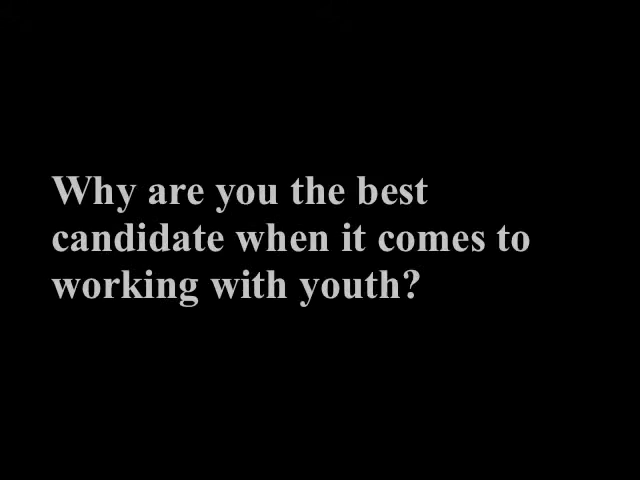 Why are you the best
candidate when it comes to
working with youth?